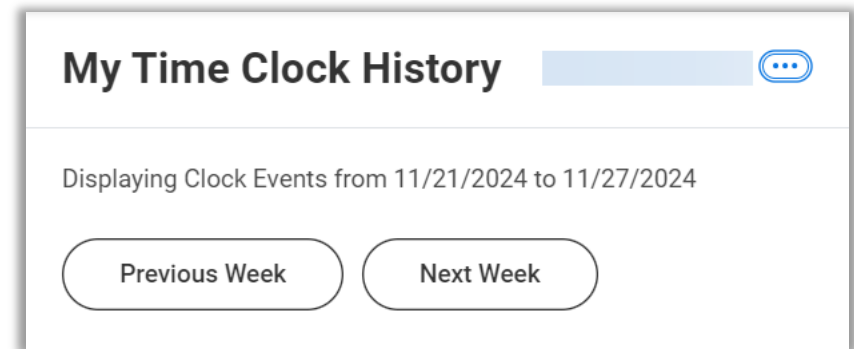 My Time Clock History
Displaying Clock Events from 11/21/2024 to 11/27/2024
Previous Week
Next Week